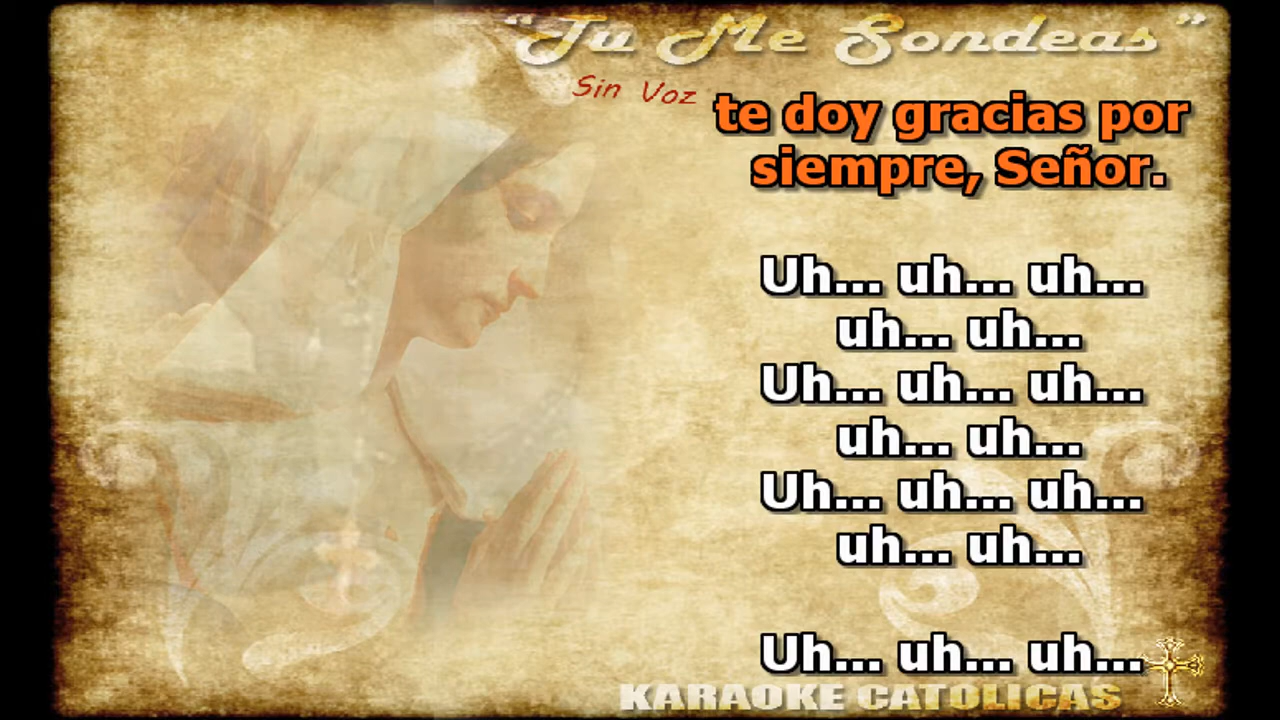 “Tu Me Sondeas”
Sin Voz
te doy gracias por
siempre, Señor.
Uh... uh... uh...
uh... uh...
Uh... uh... uh...
uh... uh...
Uh... uh... uh...
uh... uh...
Uh... uh... uh...
KARAOKE CATOLICAS